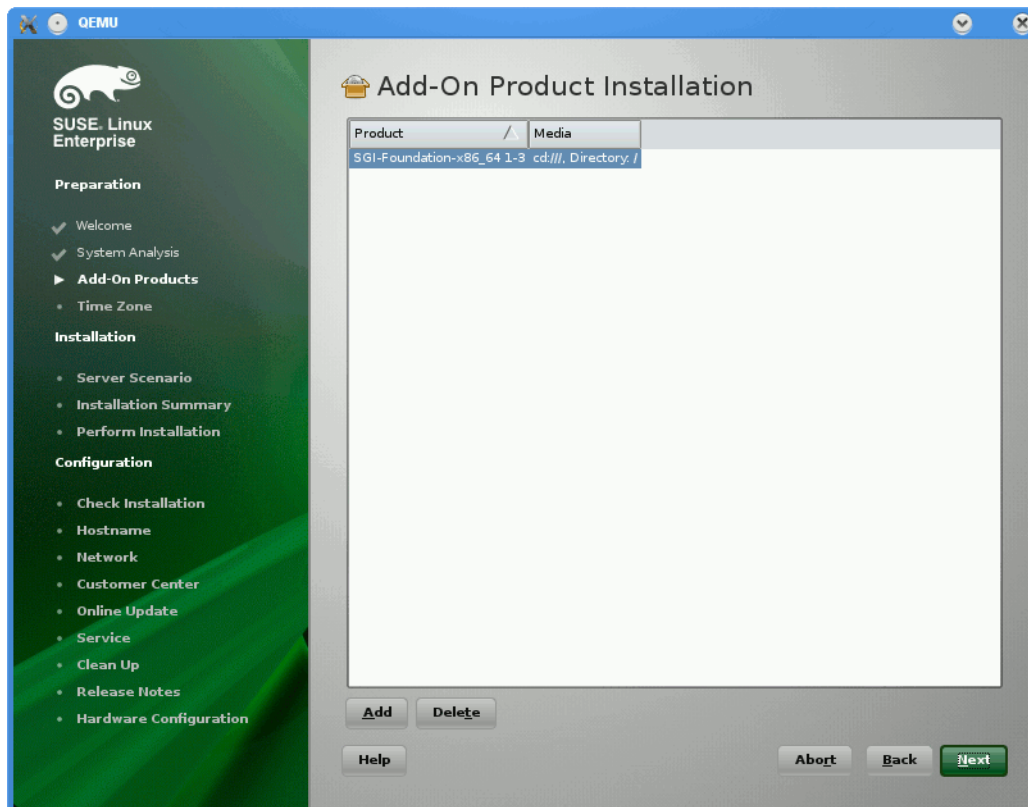 QEMU
SUSE. Linux
Enterprise
Preparation
Welcome
System Analysis
Add-On Products
Time Zone
Installation
Server Scenario
Installation Summary
Perform Installation
Configuration
Check Installation
Hostname
Network
Customer Center
Online Update
Service
Clean Up
Release Notes
Hardware Configuration
Add-On Product Installation
Product Media
SGI-Foundation-x86_64 1-3 cd:///, Directory: /
Add Delete
Help Abort Back Next